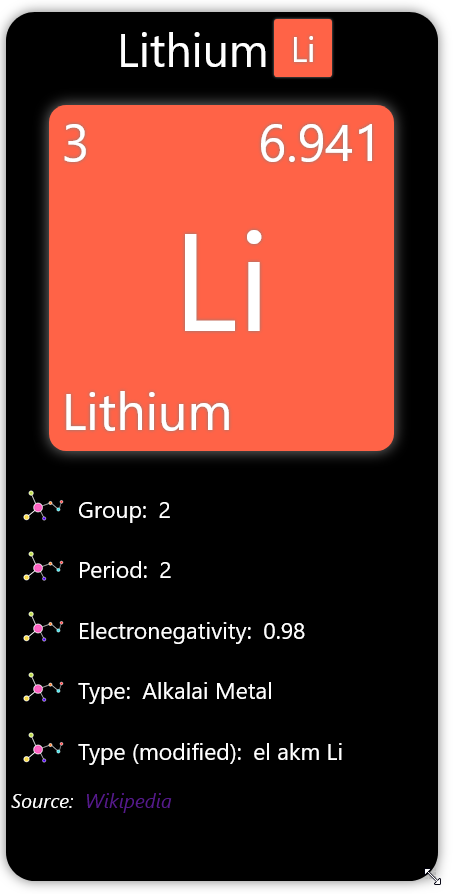 Lithium Li
3 6.941
Li
Lithium
Group: 2
Period: 2
Electronegativity: 0.98
Type: Alkalai Metal
Type (modified): el akm Li
Source: Wikipedia